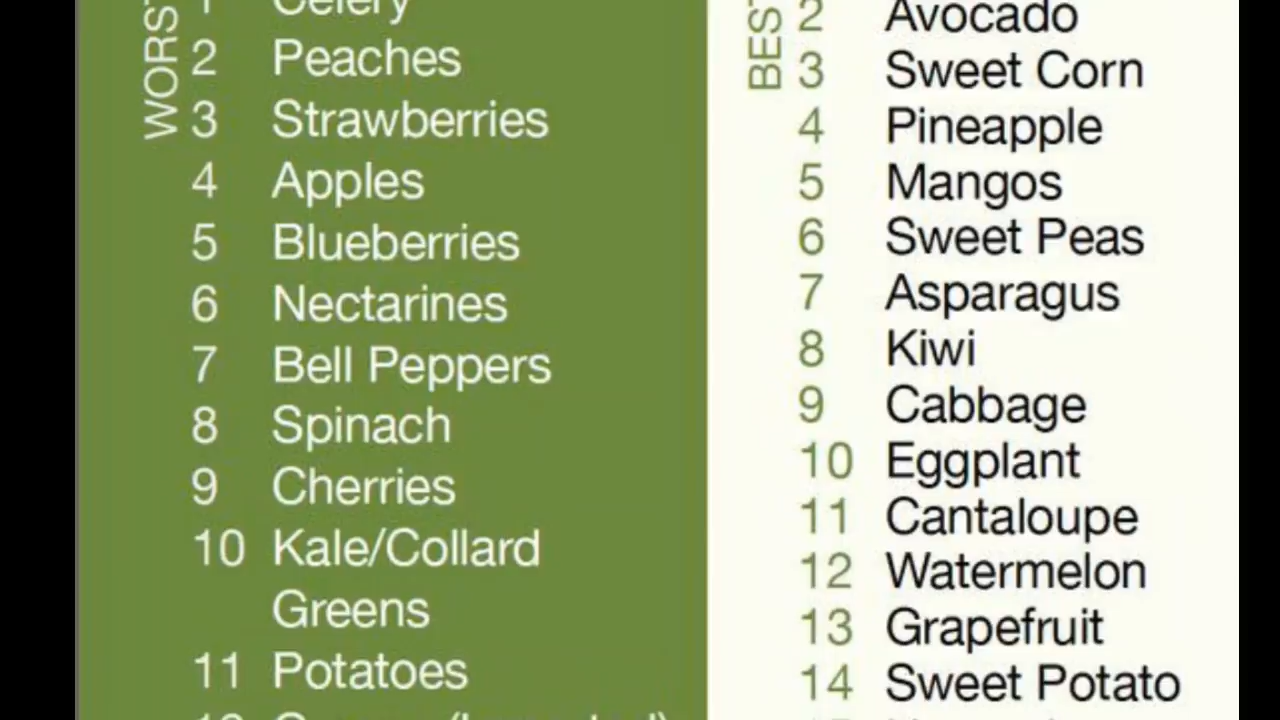 WORST
1 Celery
2 Peaches
3 Strawberries
4 Apples
5 Blueberries
6 Nectarines
7 Bell Peppers
8 Spinach
9 Cherries
10 Kale/Collard
Greens
11 Potatoes
BEST
2 Avocado
3 Sweet Corn
4 Pineapple
5 Mangos
6 Sweet Peas
7 Asparagus
8 Kiwi
9 Cabbage
10 Eggplant
11 Cantaloupe
12 Watermelon
13 Grapefruit
14 Sweet Potato